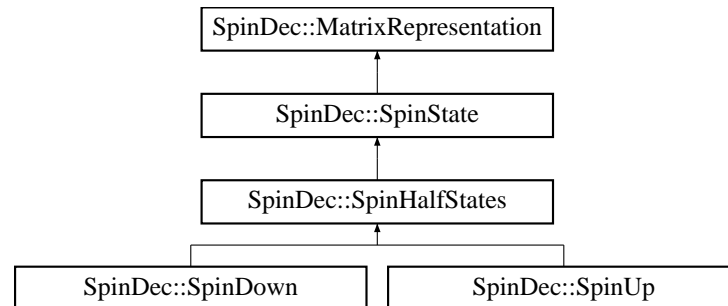 SpinDec::MatrixRepresentation
SpinDec::SpinState
SpinDec::SpinHalfStates
SpinDec::SpinDown
SpinDec::SpinUp